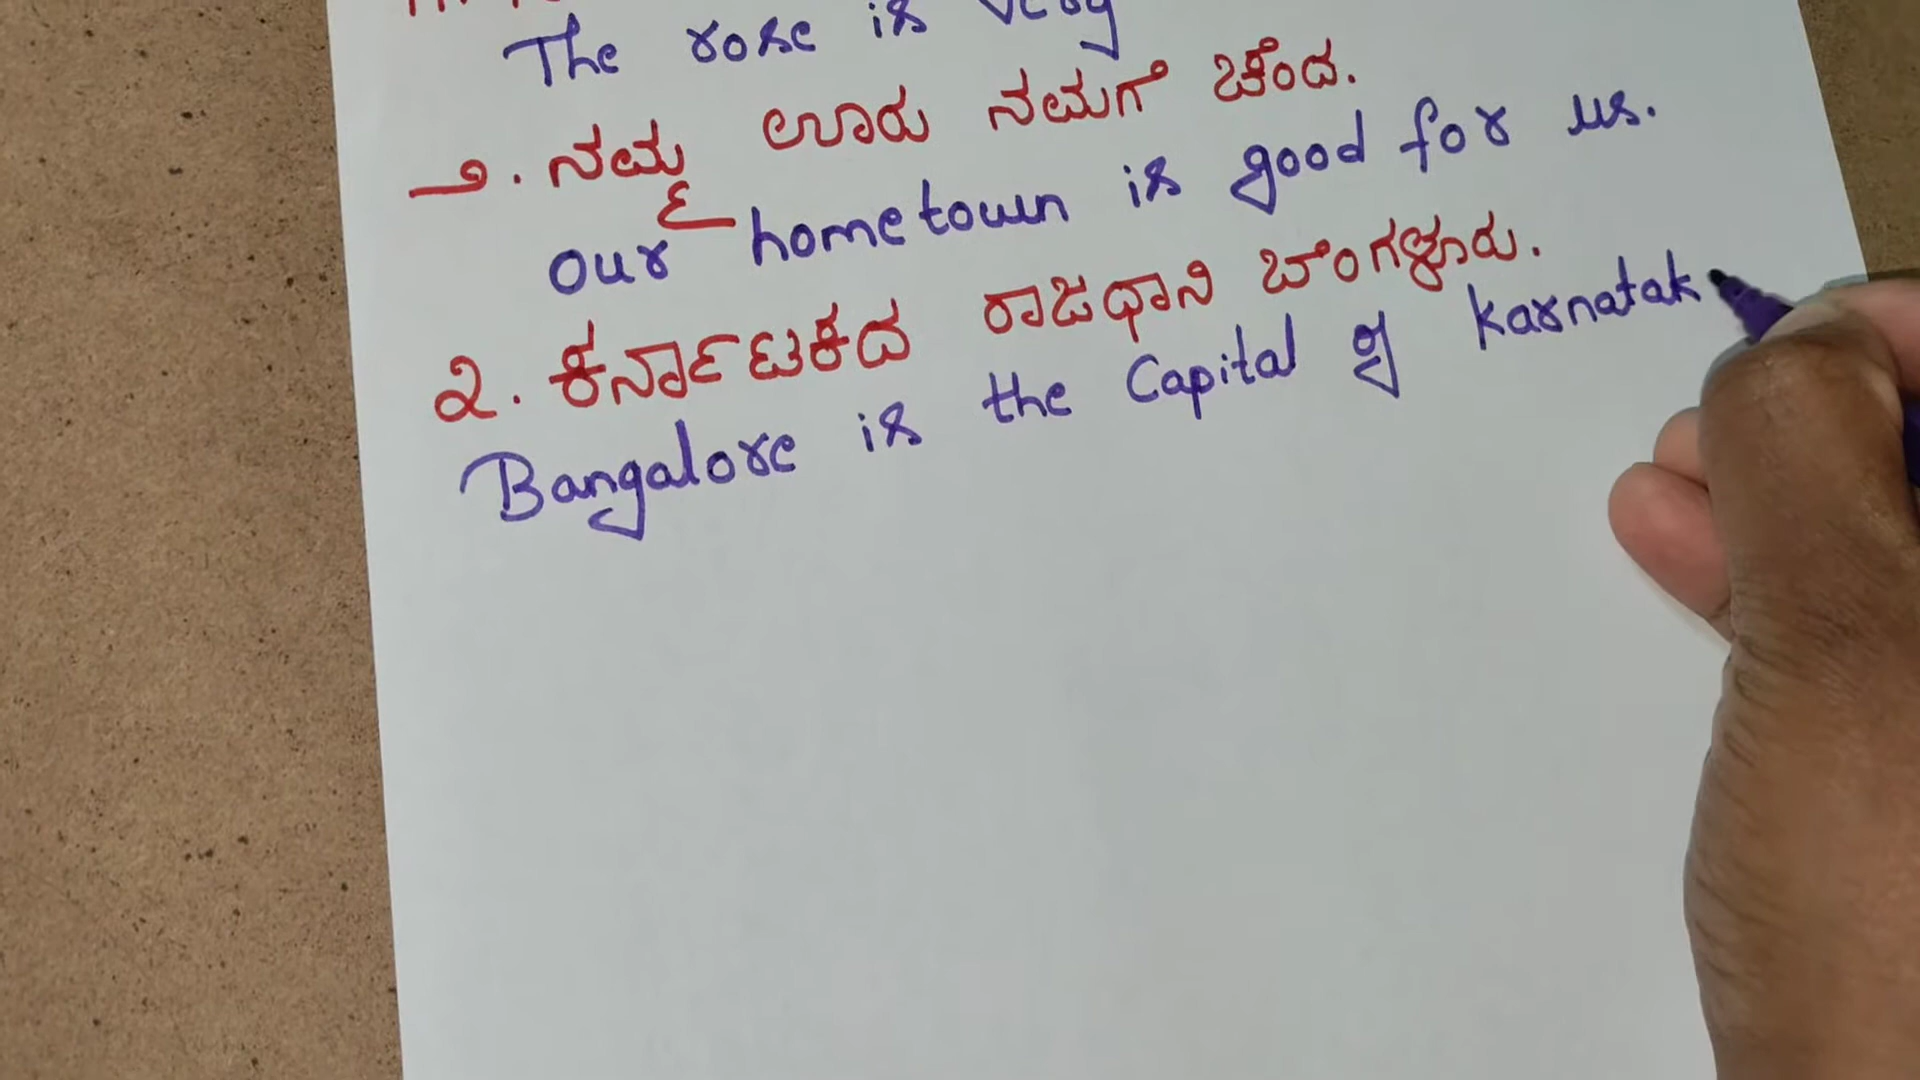 The rose is very
೧. ನಮ್ಮ ಊರು ನಮಗೆ ಚೆಂದ.
our hometown is good for us.
೨. ಕರ್ನಾಟಕದ ರಾಜಧಾನಿ ಬೆಂಗಳೂರು.
Bangalore is the Capital of Karnatak